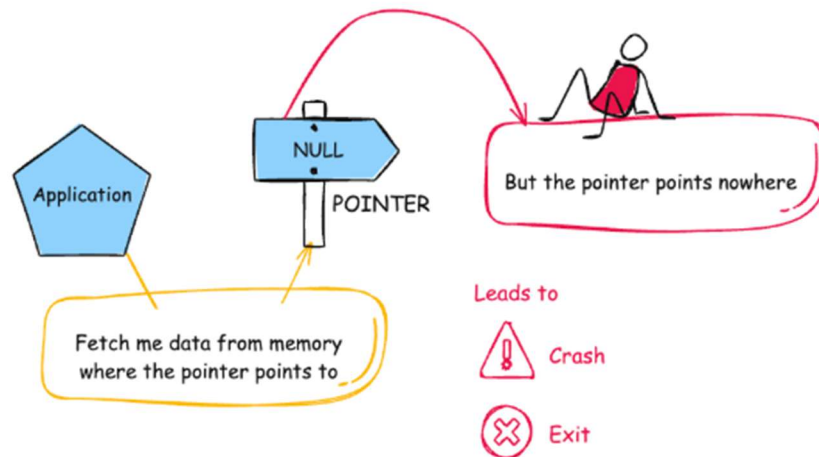 Application
NULL
POINTER
Fetch me data from memory
where the pointer points to
But the pointer points nowhere
Leads to
Crash
Exit